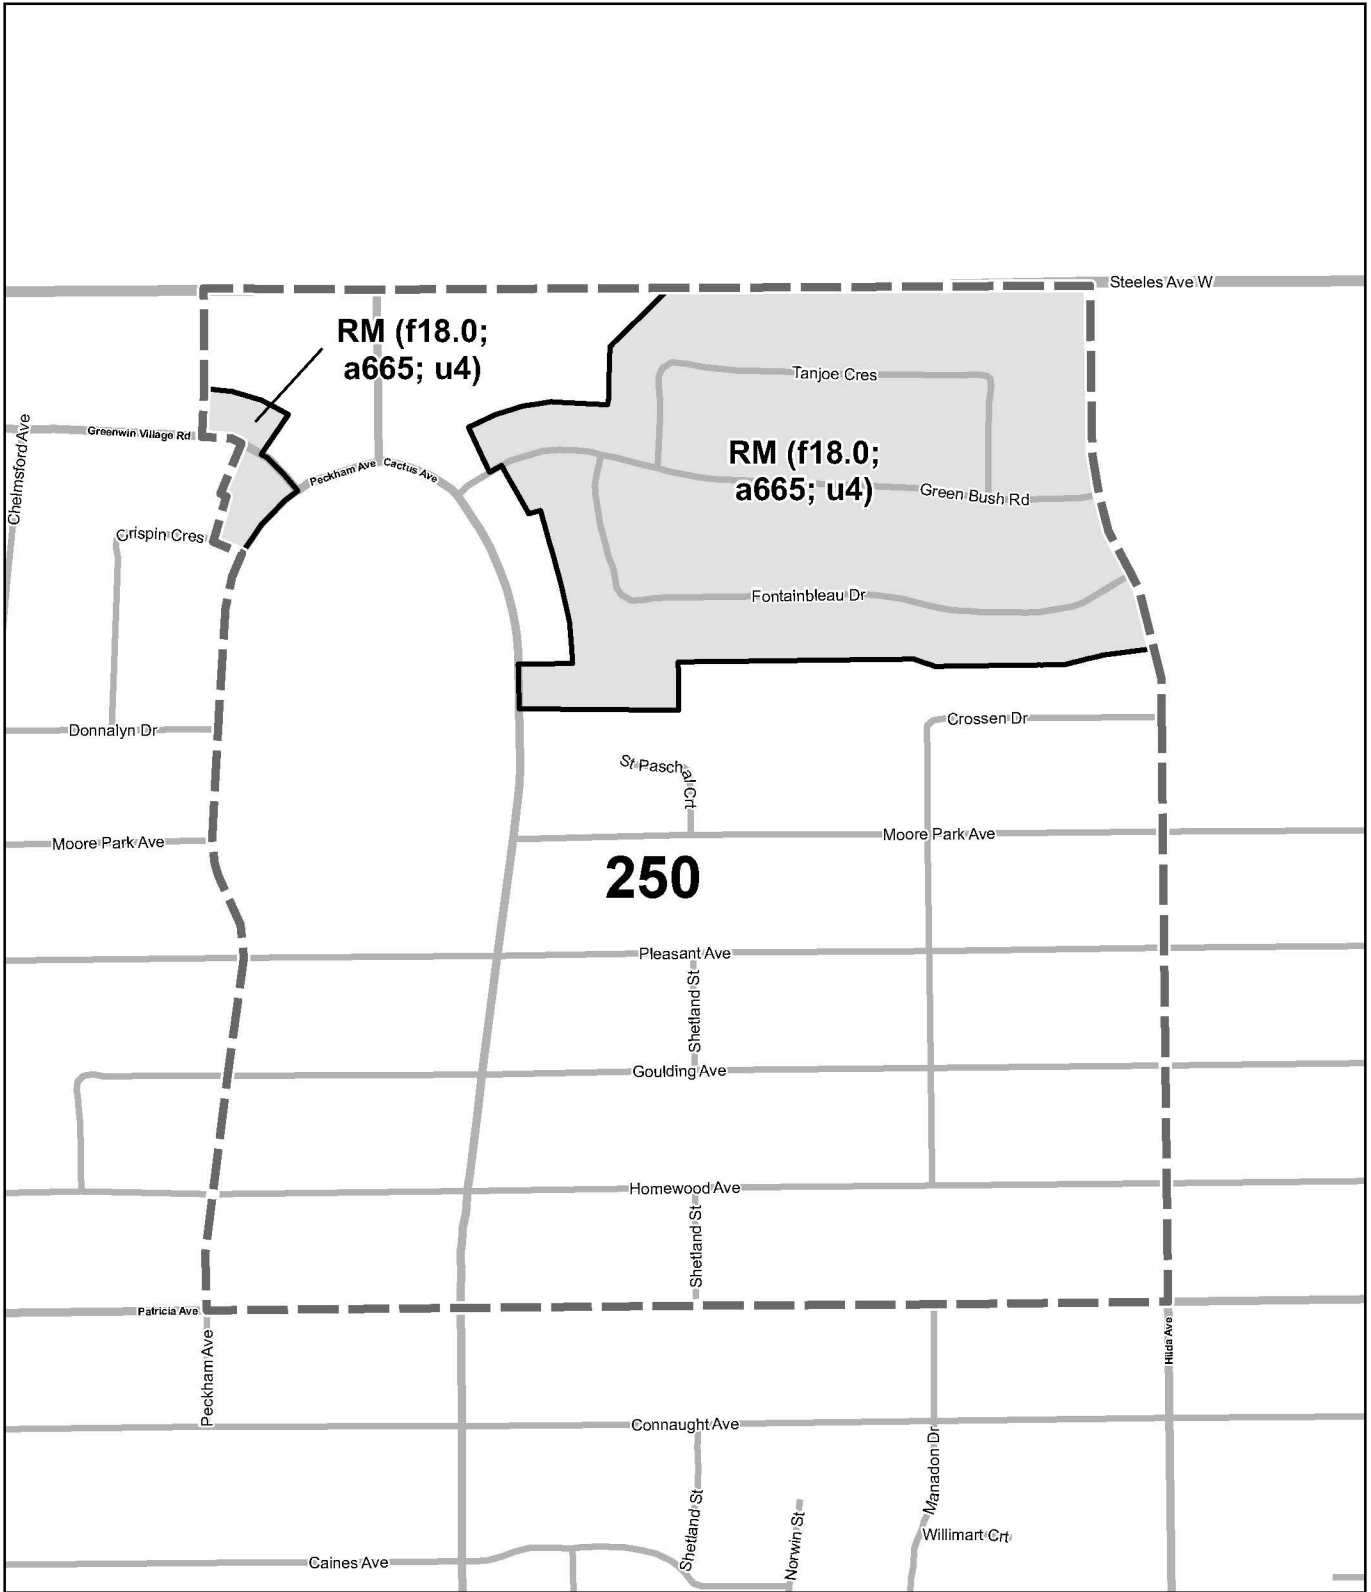 Steeles Ave W
RM (f18.0;
a665; u4)
Tanjoe Cres
Chelmsford Ave
Greenwin Village Rd
RM (f18.0;
a665; u4)
Peckham Ave
Cactus Ave
Green Bush Rd
Crispin Cres
Fontainbleau Dr
Crossen Dr
Donnalyn Dr
St Paschal Crt
Moore Park Ave
Moore Park Ave
250
Pleasant Ave
Shetland St
Goulding Ave
Homewood Ave
Shetland St
Patricia Ave
Peckham Ave
Hilda Ave
Connaught Ave
Manadon Dr
Shetland St
Norwin St
Willimart Crt
Caines Ave